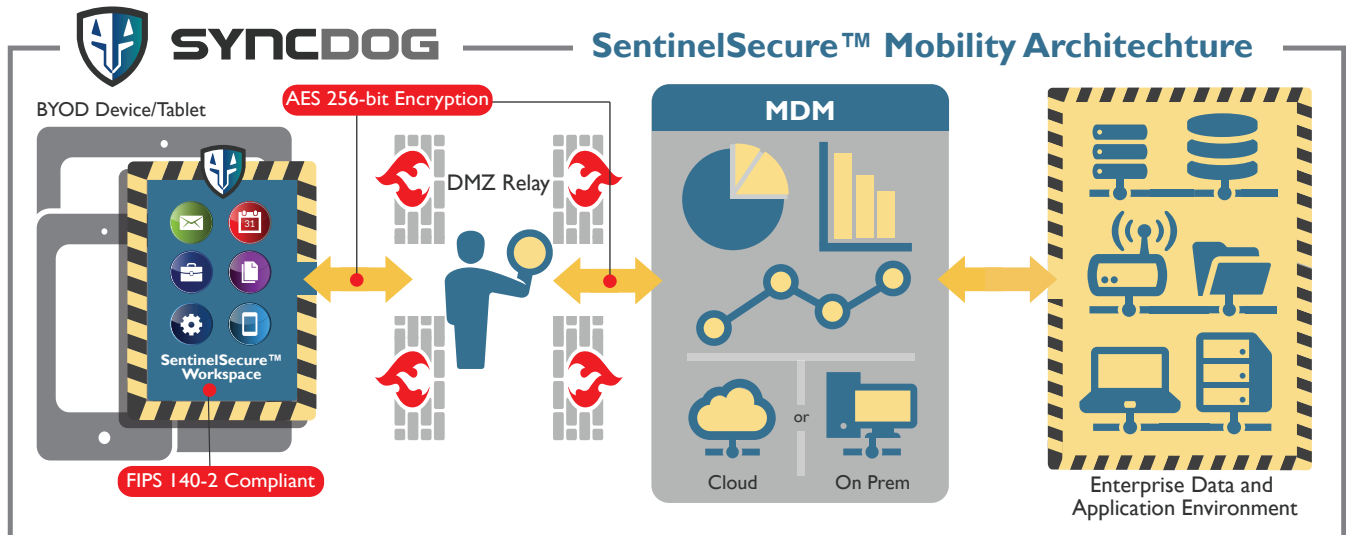 SYNCDOG
SentinelSecure™ Mobility Architechture
BYOD Device/Tablet
AES 256-bit Encryption
MDM
DMZ Relay
31
SentinelSecure™
Workspace
FIPS 140-2 Compliant
or
Cloud
On Prem
Enterprise Data and
Application Environment